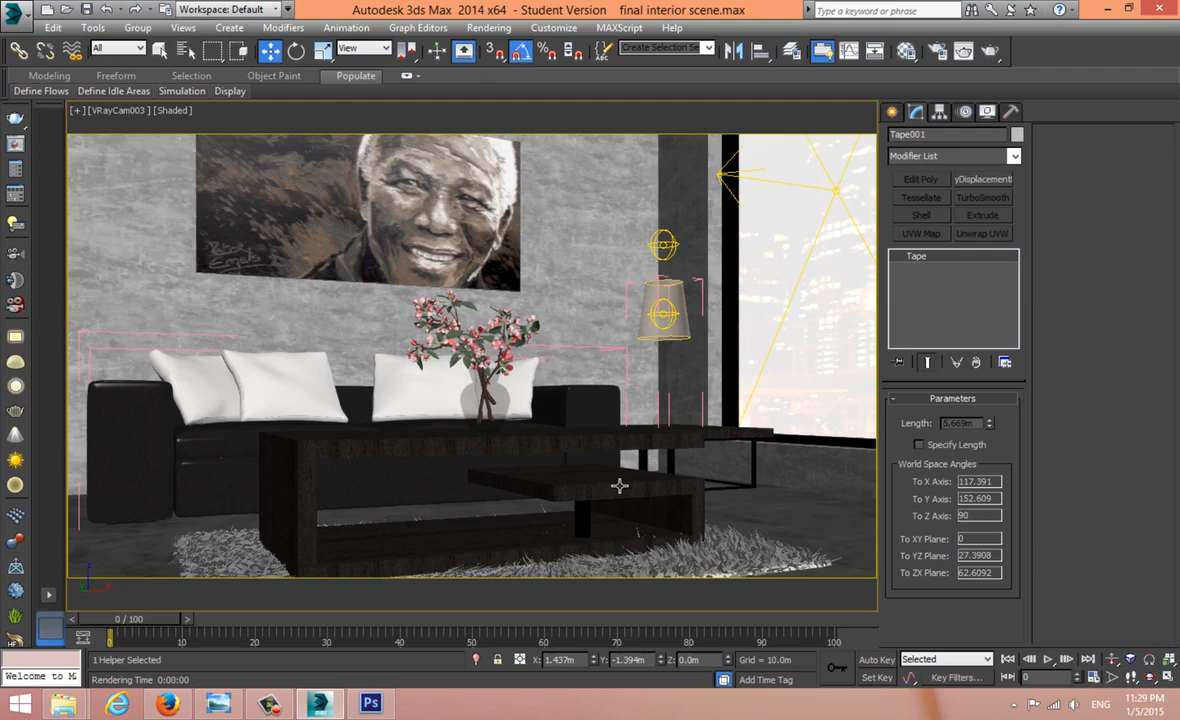 Workspace: Default
Autodesk 3ds Max 2014 x64 - Student Version final interior scene.max
Type a keyword or phrase
Edit Tools Group Views Create Modifiers Animation Graph Editors Rendering Customize MAXScript Help
All View Create Selection Se
Modeling Freeform Selection Object Paint Populate
Define Flows Define Idle Areas Simulation Display
[+] [VRayCam003 ] [Shaded ]
Tape001
Modifier List
Edit Poly yDisplacementI
Tessellate TurboSmooth
Shell Extrude
UVW Map Unwrap UVW
Tape
- Parameters
Length: 5.669m
Specify Length
World Space Angles
To X Axis: 117.391
To Y Axis: 152.609
To Z Axis: 90
To XY Plane: 0
To YZ Plane: 27.3908
To ZX Plane: 62.6092
z
x
< 0 / 100 >
0 10 20 30 40 50 60 70 80 90 100
1 Helper Selected X: 1.437m Y: -1.394m Z: 0.0m Grid = 10.0m Auto Key Selected
Welcome to M Rendering Time 0:00:00 Add Time Tag Set Key Key Filters... 0
Ps
ENG
11:29 PM
1/5/2015